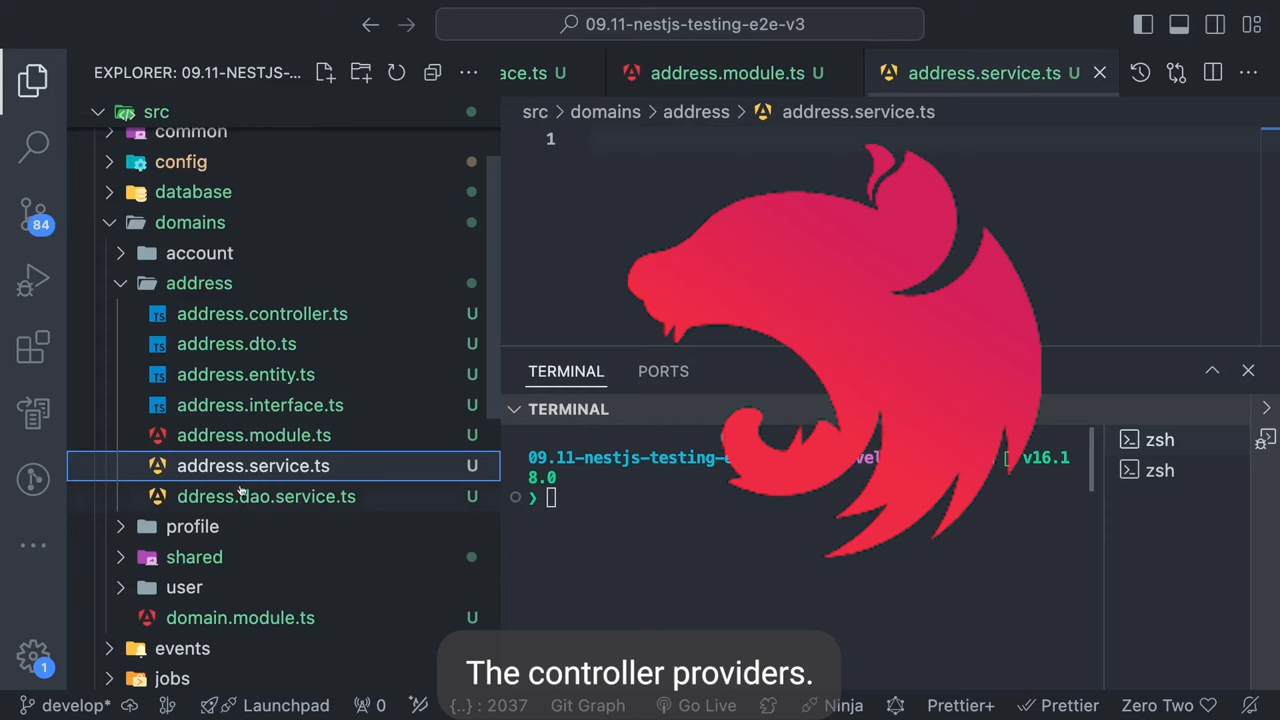 09.11-nestjs-testing-e2e-v3
EXPLORER: 09.11-NESTJS-...
ace.ts U
address.module.ts U
address.service.ts U
src
src > domains > address > address.service.ts
common
1
config
database
domains
account
address
address.controller.ts U
address.dto.ts U
address.entity.ts U
address.interface.ts U
address.module.ts U
address.service.ts U
ddress.dao.service.ts U
profile
shared
user
domain.module.ts U
events
jobs
84
1
TERMINAL
PORTS
TERMINAL
09.11-nestjs-testing-
v16.1
8.0
❯
zsh
zsh
The controller providers.
develop*
Launchpad
0
{..} : 2037
Git Graph
Go Live
Ninja
Prettier+
Prettier
Zero Two